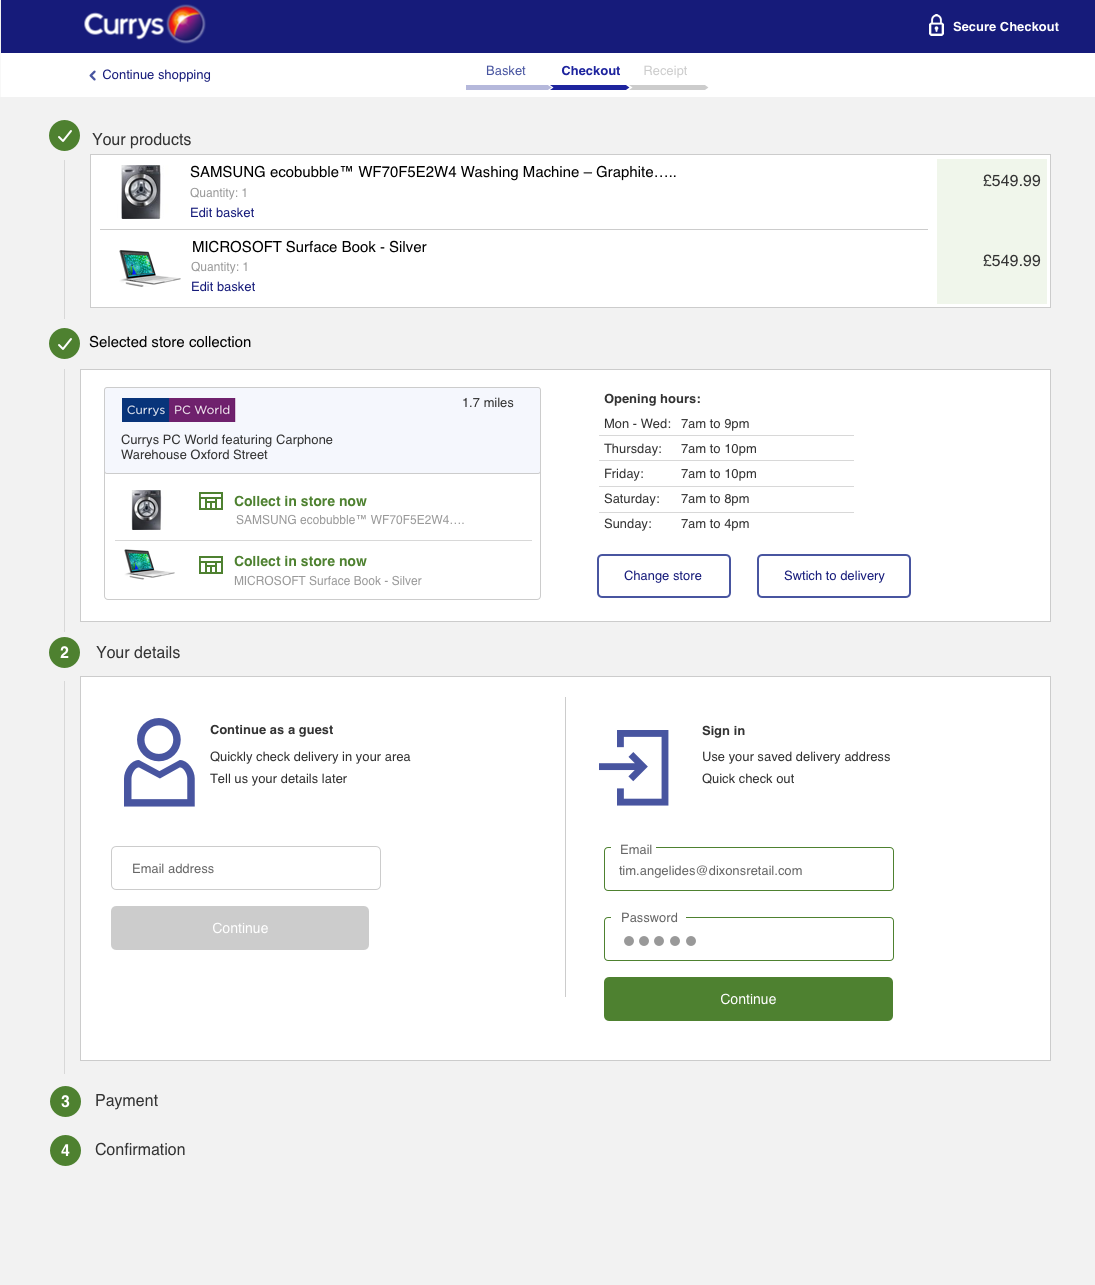 Currys
Secure Checkout
Continue shopping
Basket
Checkout
Receipt
Your products
SAMSUNG ecobubble™ WF70F5E2W4 Washing Machine – Graphite…..
Quantity: 1
Edit basket
£549.99
MICROSOFT Surface Book - Silver
Quantity: 1
Edit basket
£549.99
Selected store collection
Currys PC World
1.7 miles
Currys PC World featuring Carphone
Warehouse Oxford Street
Collect in store now
SAMSUNG ecobubble™ WF70F5E2W4….
Collect in store now
MICROSOFT Surface Book - Silver
Opening hours:
Mon - Wed: 7am to 9pm
Thursday: 7am to 10pm
Friday: 7am to 10pm
Saturday: 7am to 8pm
Sunday: 7am to 4pm
Change store
Swtich to delivery
2 Your details
Continue as a guest
Quickly check delivery in your area
Tell us your details later
Email address
Continue
Sign in
Use your saved delivery address
Quick check out
Email
tim.angelides@dixonsretail.com
Password
Continue
3 Payment
4 Confirmation